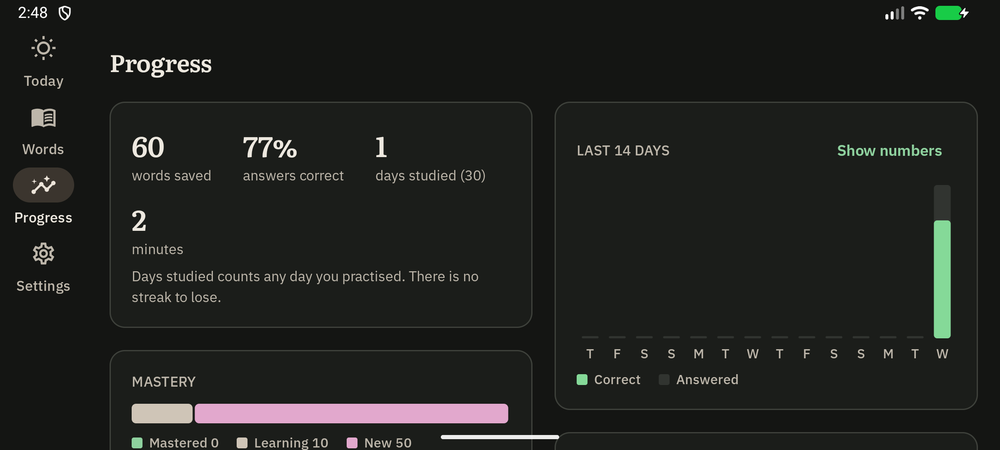 2:48
Today
Words
Progress
Settings
Progress
60
words saved
77%
answers correct
1
days studied (30)
2
minutes
Days studied counts any day you practised. There is no
streak to lose.
MASTERY
Mastered 0 Learning 10 New 50
LAST 14 DAYS
Show numbers
T F S S M T W T F S S M T W
Correct Answered